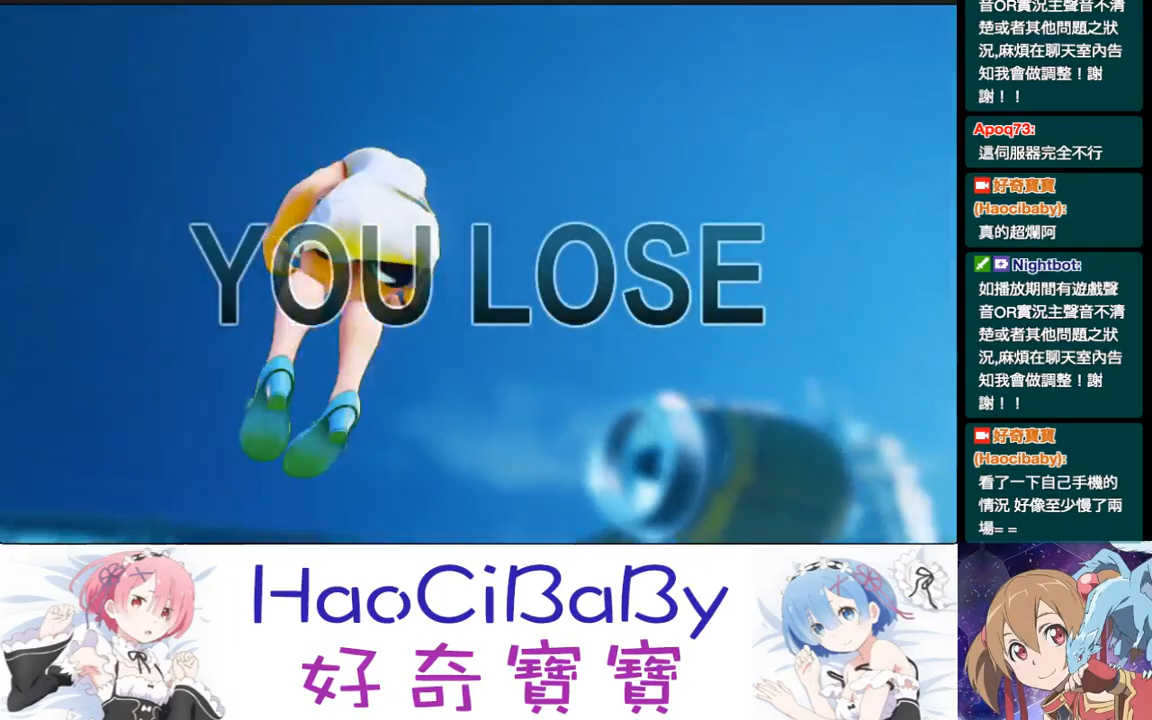 YOU LOSE
音OR實況主聲音不清
楚或者其他問題之狀
況,麻煩在聊天室內告
知我會做調整！謝
謝！！
Apoq73:
這伺服器完全不行
好奇寶寶
(Haocibaby):
真的超爛阿
Nightbot:
如播放期間有遊戲聲
音OR實況主聲音不清
楚或者其他問題之狀
況,麻煩在聊天室內告
知我會做調整！謝
謝！！
好奇寶寶
(Haocibaby):
看了一下自己手機的
情況 好像至少慢了兩
場= =
HaoCiBaBy
好奇寶寶